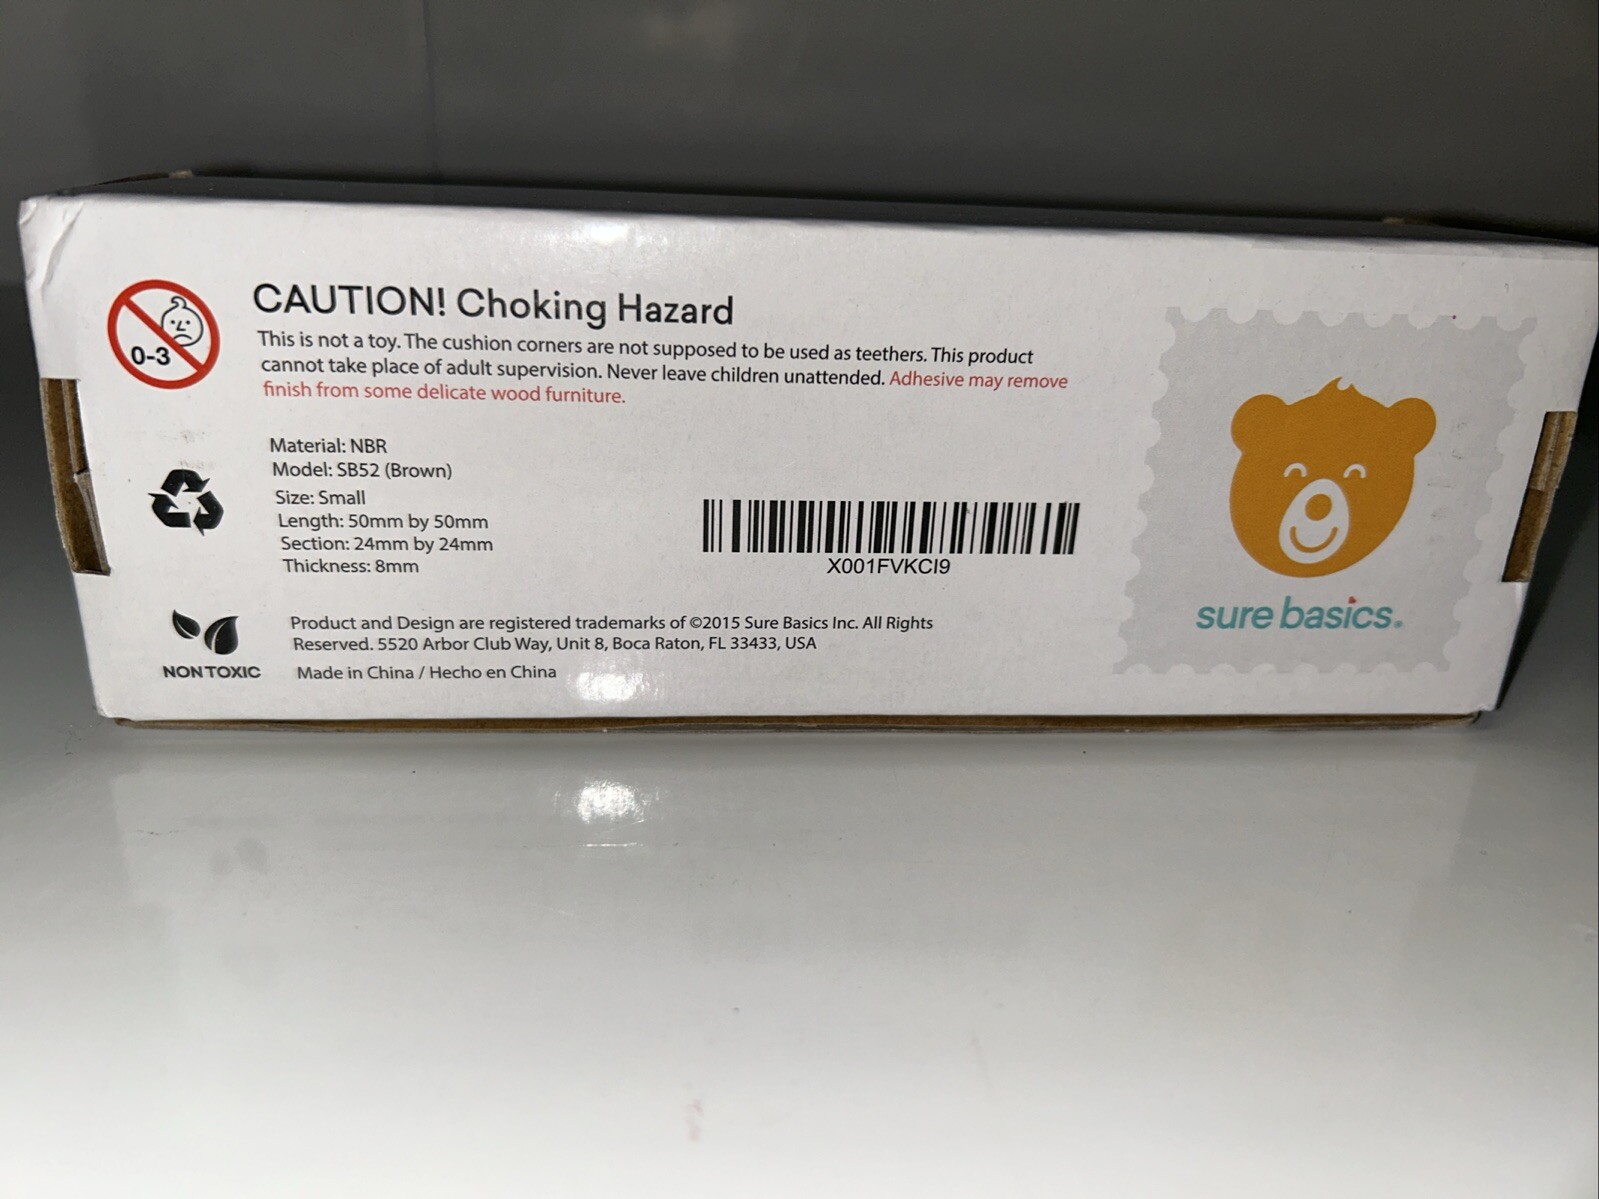 CAUTION! Choking Hazard
This is not a toy. The cushion corners are not supposed to be used as teethers. This product
cannot take place of adult supervision. Never leave children unattended. Adhesive may remove
finish from some delicate wood furniture.
0-3
Material: NBR
Model: SB52 (Brown)
Size: Small
Length: 50mm by 50mm
Section: 24mm by 24mm
Thickness: 8mm
X001FVKCI9
sure basics®
Product and Design are registered trademarks of ©2015 Sure Basics Inc. All Rights
Reserved. 5520 Arbor Club Way, Unit 8, Boca Raton, FL 33433, USA
NON TOXIC
Made in China / Hecho en China